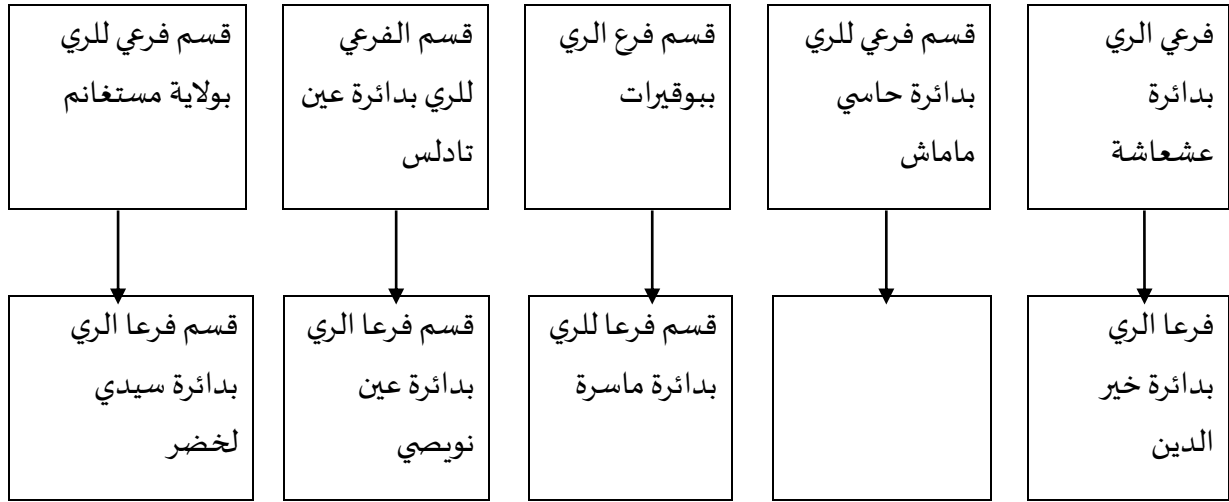 فرعي الري
بدائرة
عشعاشة
قسم فرعي للري
بدائرة حاسي
ماماش
قسم فرع الري
ببوقيرات
قسم الفرعي
للري بدائرة عين
تادلس
قسم فرعي للري
بولاية مستغانم
فرعا الري
بدائرة خير
الدين
قسم فرعا للري
بدائرة ماسرة
قسم فرعا الري
بدائرة عين
نويصي
قسم فرعا الري
بدائرة سيدي
لخضر